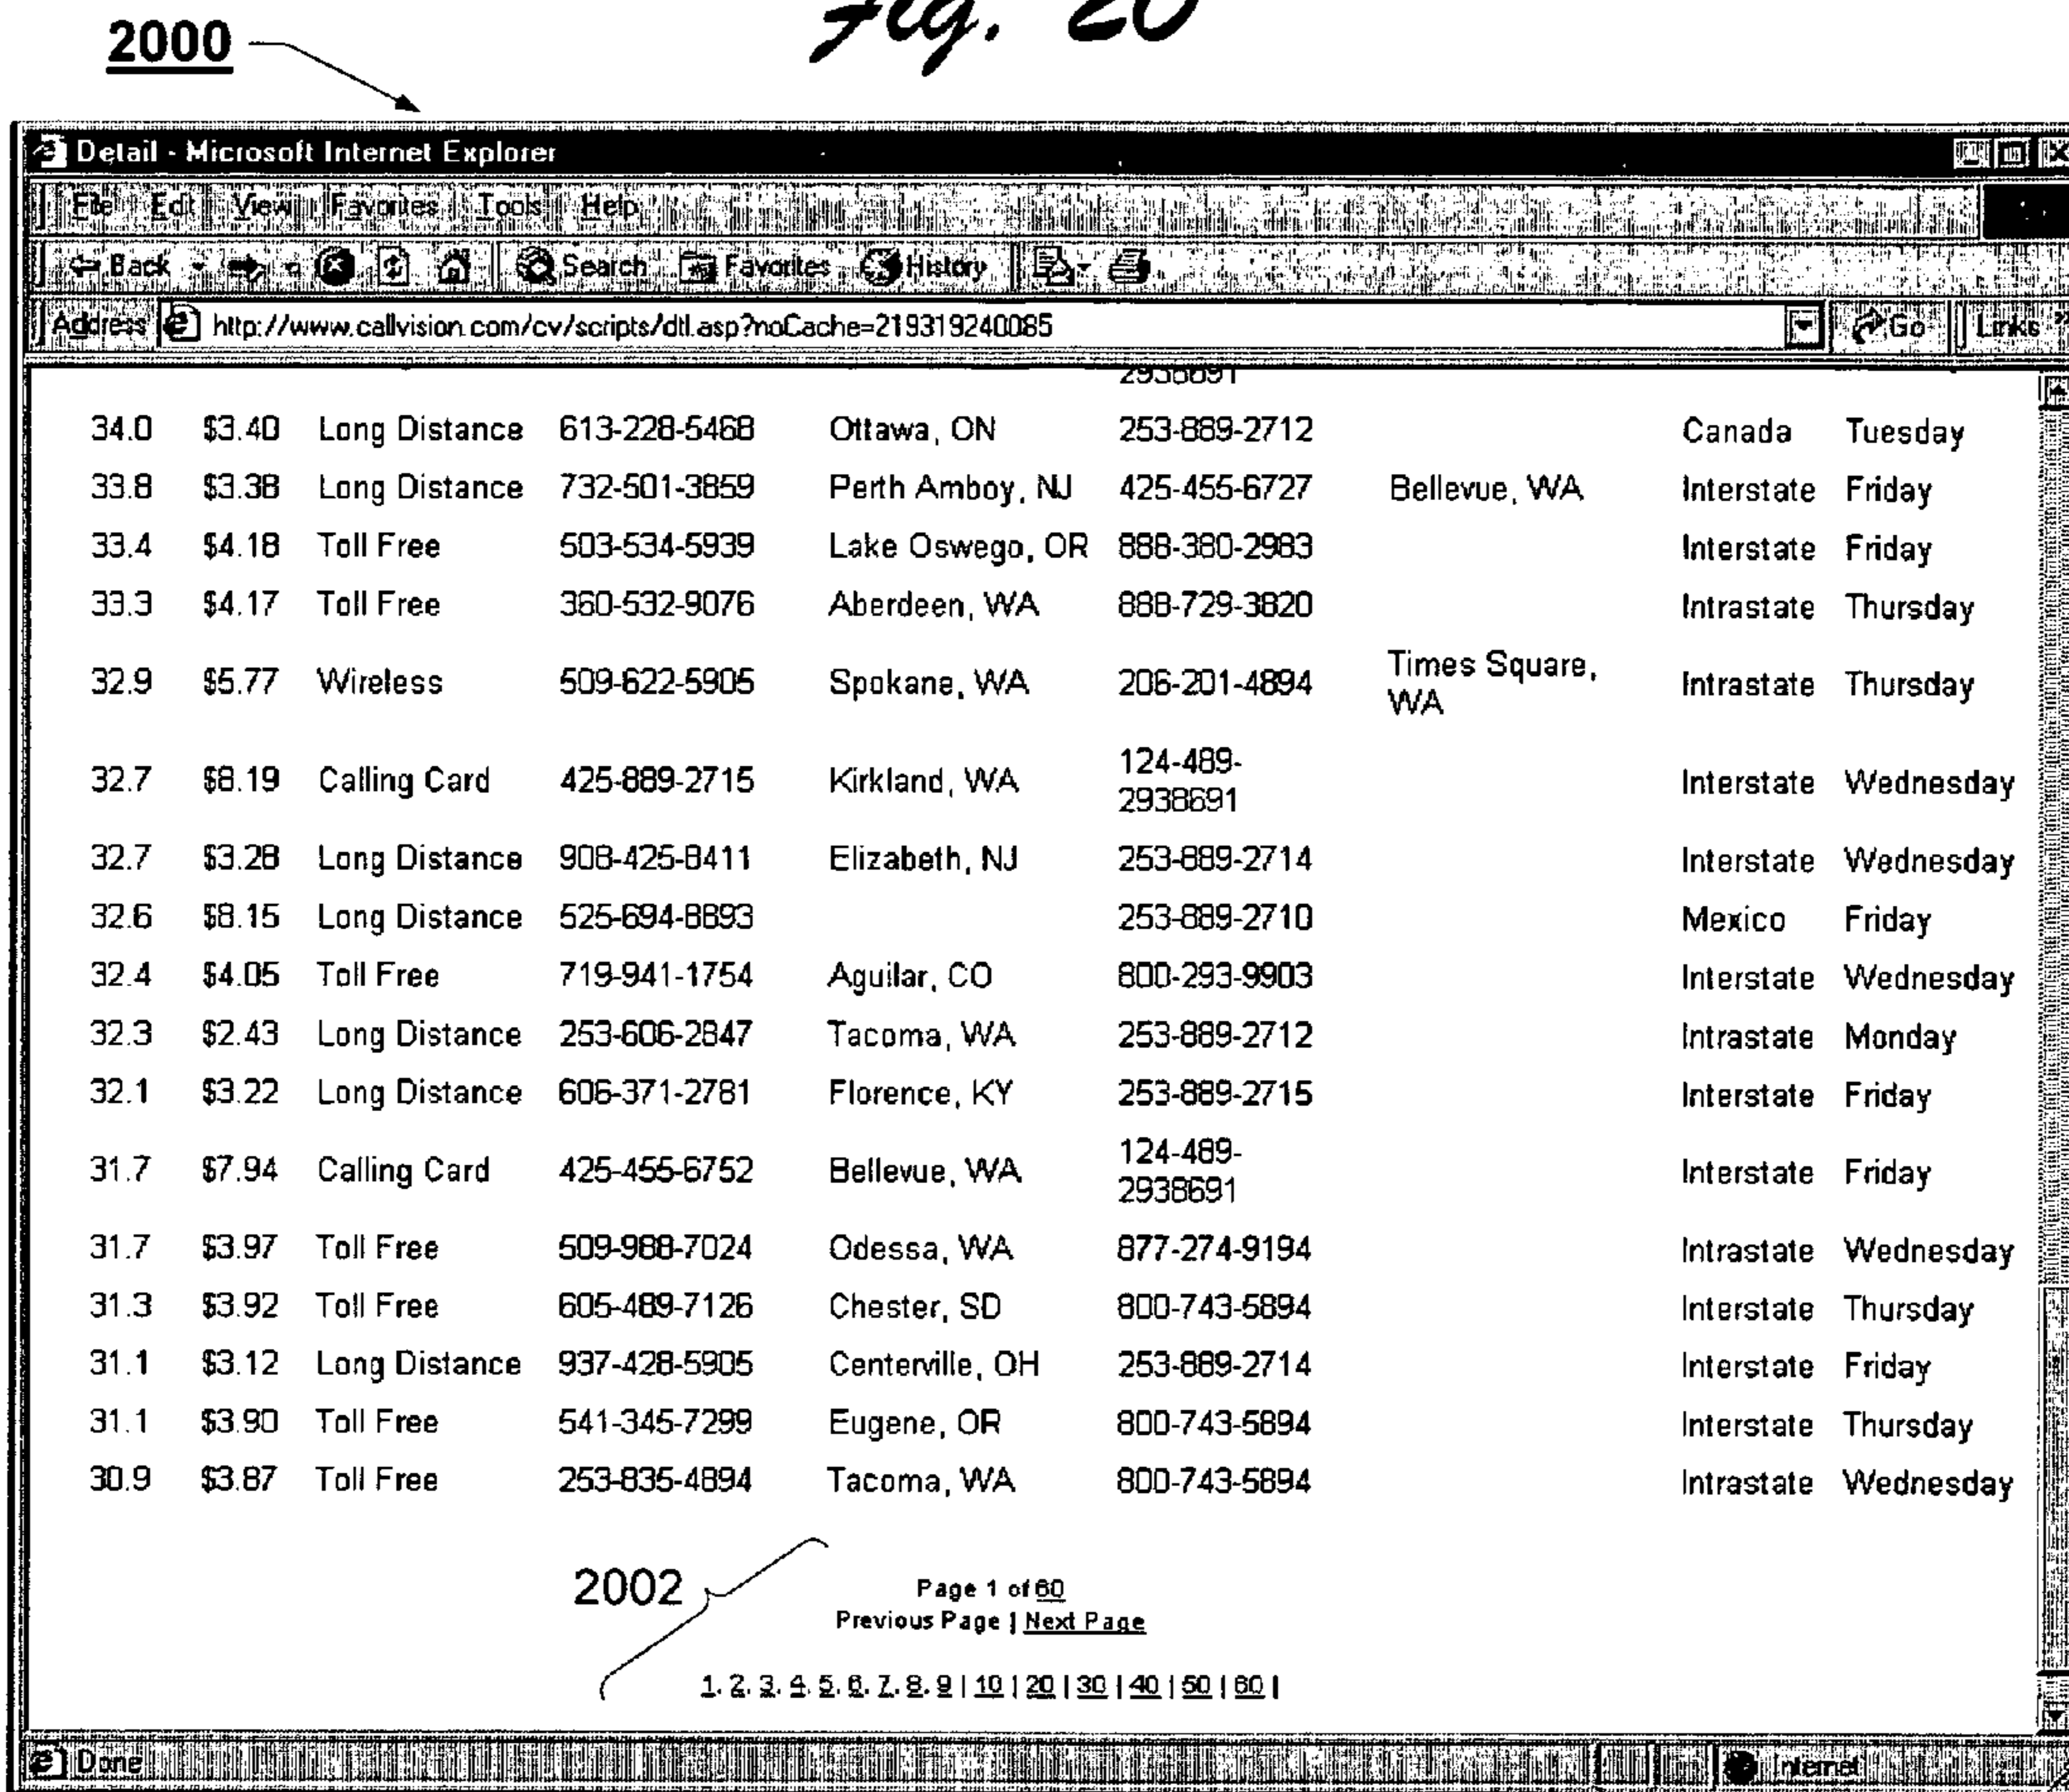 Fig. 20
2000
Detail - Microsoft Internet Explorer
File Edit View Favorites Tools Help
Back Search Favorites History
Address http://www.callvision.com/cv/scripts/dtl.asp?noCache=219319240085 Go Links »
2938691
34.0 $3.40 Long Distance 613-228-5468 Ottawa, ON 253-889-2712 Canada Tuesday
33.8 $3.38 Long Distance 732-501-3859 Perth Amboy, NJ 425-455-6727 Bellevue, WA Interstate Friday
33.4 $4.18 Toll Free 503-534-5939 Lake Oswego, OR 888-380-2983 Interstate Friday
33.3 $4.17 Toll Free 360-532-9076 Aberdeen, WA 888-729-3820 Intrastate Thursday
32.9 $5.77 Wireless 509-622-5905 Spokane, WA 206-201-4894 Times Square, WA Intrastate Thursday
32.7 $8.19 Calling Card 425-889-2715 Kirkland, WA 124-489-2938691 Interstate Wednesday
32.7 $3.28 Long Distance 908-425-8411 Elizabeth, NJ 253-889-2714 Interstate Wednesday
32.6 $8.15 Long Distance 525-694-8893 253-889-2710 Mexico Friday
32.4 $4.05 Toll Free 719-941-1754 Aguilar, CO 800-293-9903 Interstate Wednesday
32.3 $2.43 Long Distance 253-606-2847 Tacoma, WA 253-889-2712 Intrastate Monday
32.1 $3.22 Long Distance 606-371-2781 Florence, KY 253-889-2715 Interstate Friday
31.7 $7.94 Calling Card 425-455-6752 Bellevue, WA 124-489-2938691 Interstate Friday
31.7 $3.97 Toll Free 509-988-7024 Odessa, WA 877-274-9194 Intrastate Wednesday
31.3 $3.92 Toll Free 605-489-7126 Chester, SD 800-743-5894 Interstate Thursday
31.1 $3.12 Long Distance 937-428-5905 Centerville, OH 253-889-2714 Interstate Friday
31.1 $3.90 Toll Free 541-345-7299 Eugene, OR 800-743-5894 Interstate Thursday
30.9 $3.87 Toll Free 253-835-4894 Tacoma, WA 800-743-5894 Intrastate Wednesday
2002
Page 1 of 60
Previous Page | Next Page
1. 2. 3. 4. 5. 6. 7. 8. 9 | 10 | 20 | 30 | 40 | 50 | 60 |
Done Internet